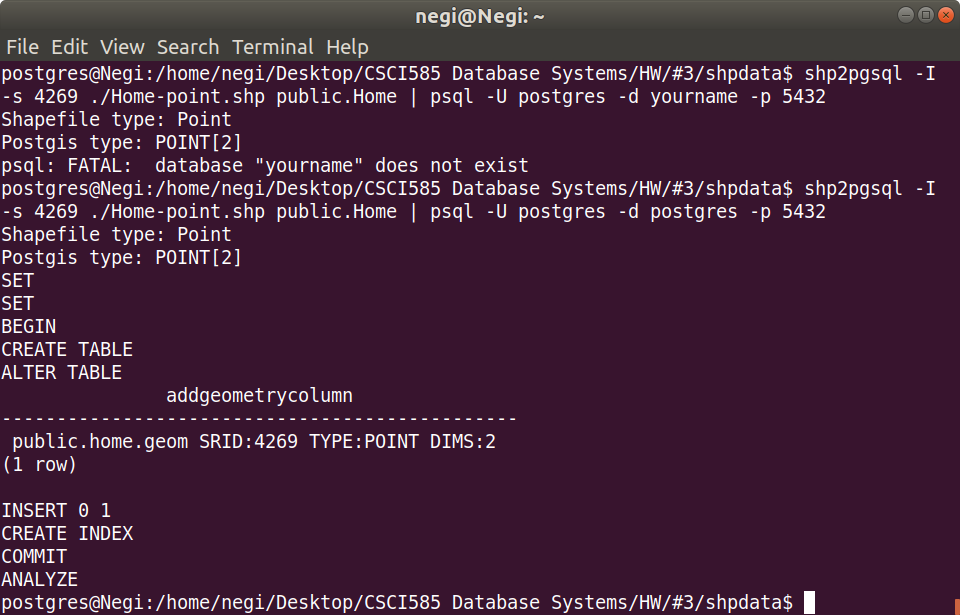 negi@Negi: ~
File Edit View Search Terminal Help
postgres@Negi:/home/negi/Desktop/CSCI585 Database Systems/HW/#3/shpdata$ shp2pgsql -I
-s 4269 ./Home-point.shp public.Home | psql -U postgres -d yourname -p 5432
Shapefile type: Point
Postgis type: POINT[2]
psql: FATAL:  database "yourname" does not exist
postgres@Negi:/home/negi/Desktop/CSCI585 Database Systems/HW/#3/shpdata$ shp2pgsql -I
-s 4269 ./Home-point.shp public.Home | psql -U postgres -d postgres -p 5432
Shapefile type: Point
Postgis type: POINT[2]
SET
SET
BEGIN
CREATE TABLE
ALTER TABLE
addgeometrycolumn
-----------------------------------------------
public.home.geom SRID:4269 TYPE:POINT DIMS:2
(1 row)
INSERT 0 1
CREATE INDEX
COMMIT
ANALYZE
postgres@Negi:/home/negi/Desktop/CSCI585 Database Systems/HW/#3/shpdata$